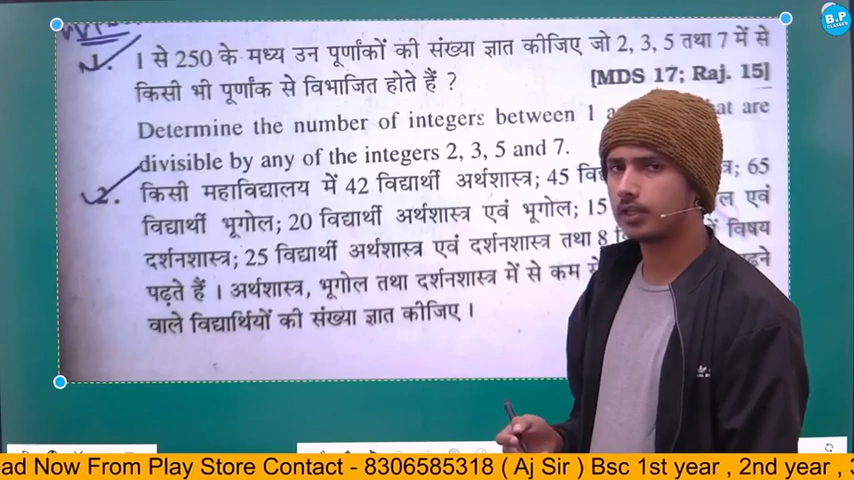 1. 1 से 250 के मध्य उन पूर्णांकों की संख्या ज्ञात कीजिए जो 2, 3, 5 तथा 7 में से
किसी भी पूर्णांक से विभाजित होते हैं ? [MDS 17; Raj. 15]
Determine the number of integers between 1 are
divisible by any of the integers 2, 3, 5 and 7.
2. किसी महाविद्यालय में 42 विद्यार्थी अर्थशास्त्र; 45 65
विद्यार्थी भूगोल; 20 विद्यार्थी अर्थशास्त्र एवं भूगोल; 15 एवं
दर्शनशास्त्र; 25 विद्यार्थी अर्थशास्त्र एवं दर्शनशास्त्र तथा 8 विषय
पढ़ते हैं । अर्थशास्त्र, भूगोल तथा दर्शनशास्त्र में से कम
वाले विद्यार्थियों की संख्या ज्ञात कीजिए ।
B.P
CLASSES
ad Now From Play Store Contact - 8306585318 ( Aj Sir ) Bsc 1st year , 2nd year ,